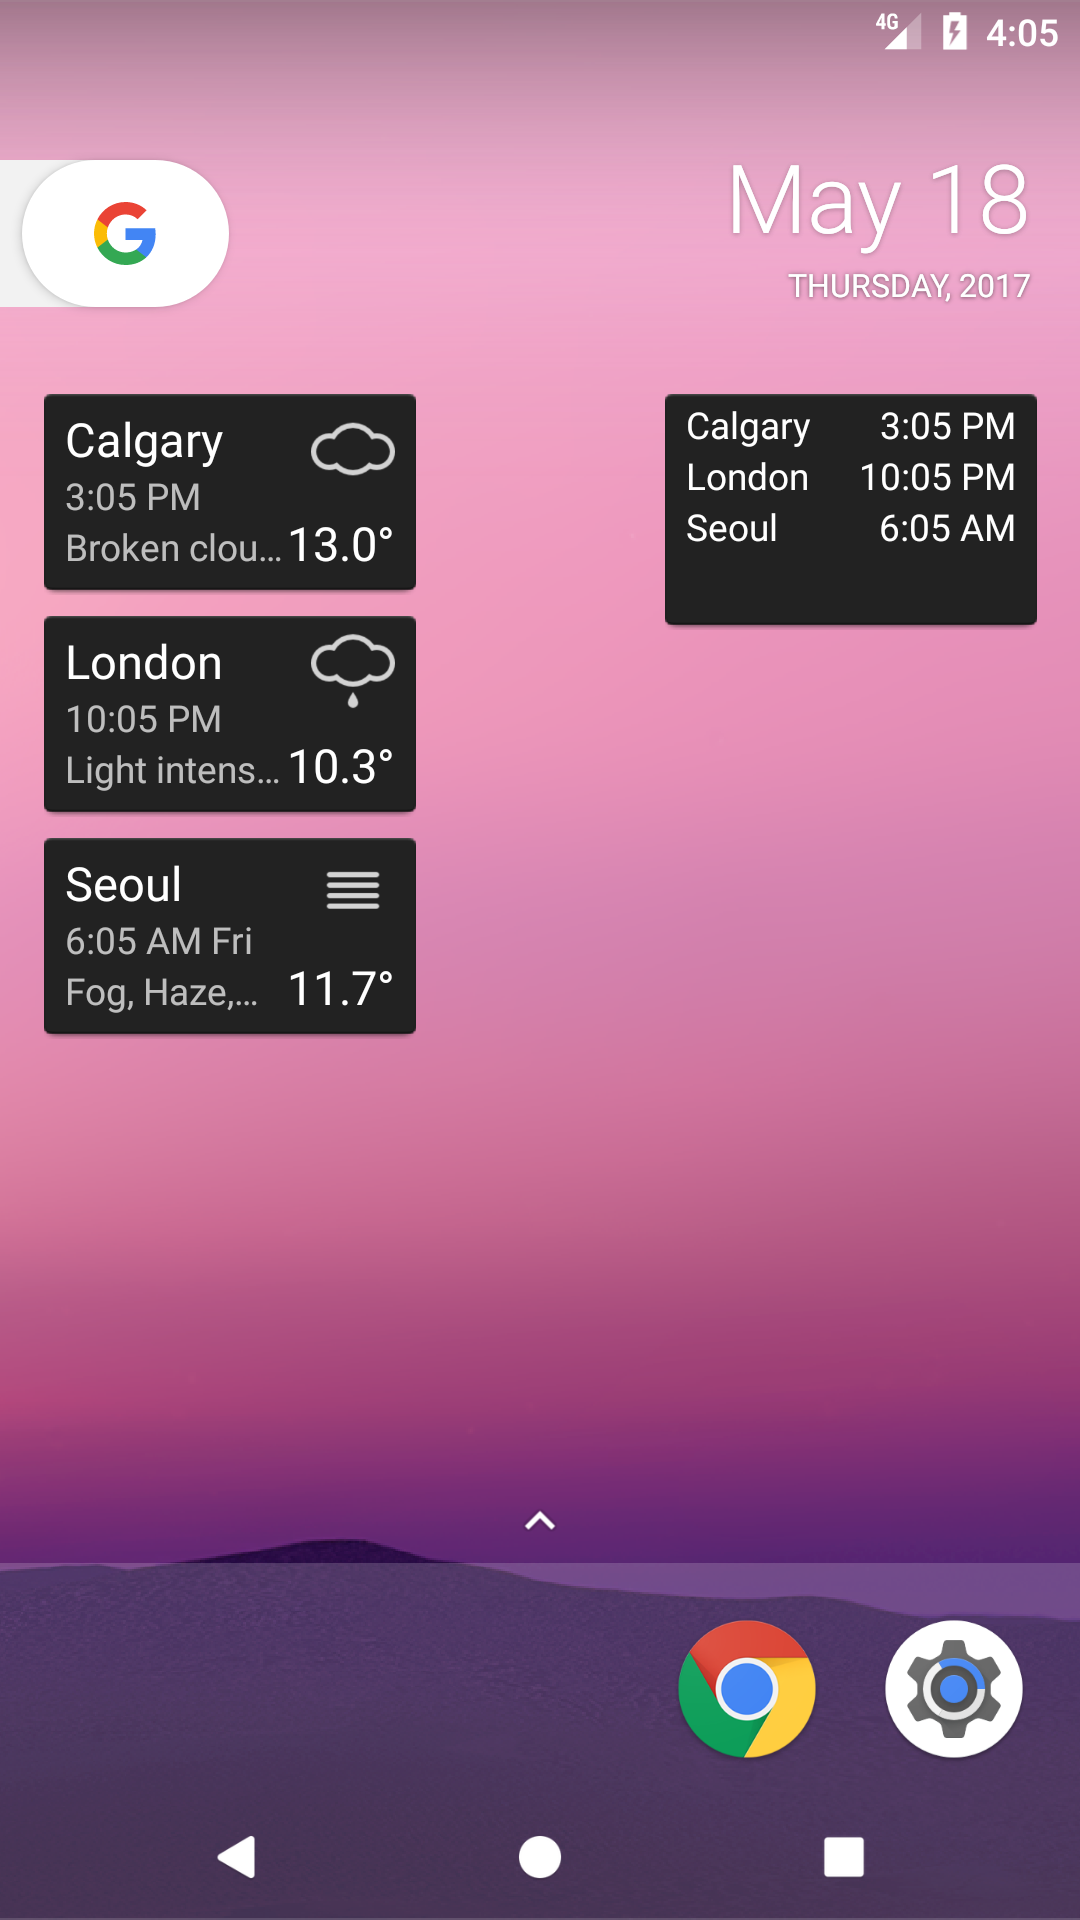 4G 4:05
May 18
THURSDAY, 2017
Calgary
3:05 PM
Broken clou... 13.0°
London
10:05 PM
Light intens... 10.3°
Seoul
6:05 AM Fri
Fog, Haze,... 11.7°
Calgary 3:05 PM
London 10:05 PM
Seoul 6:05 AM